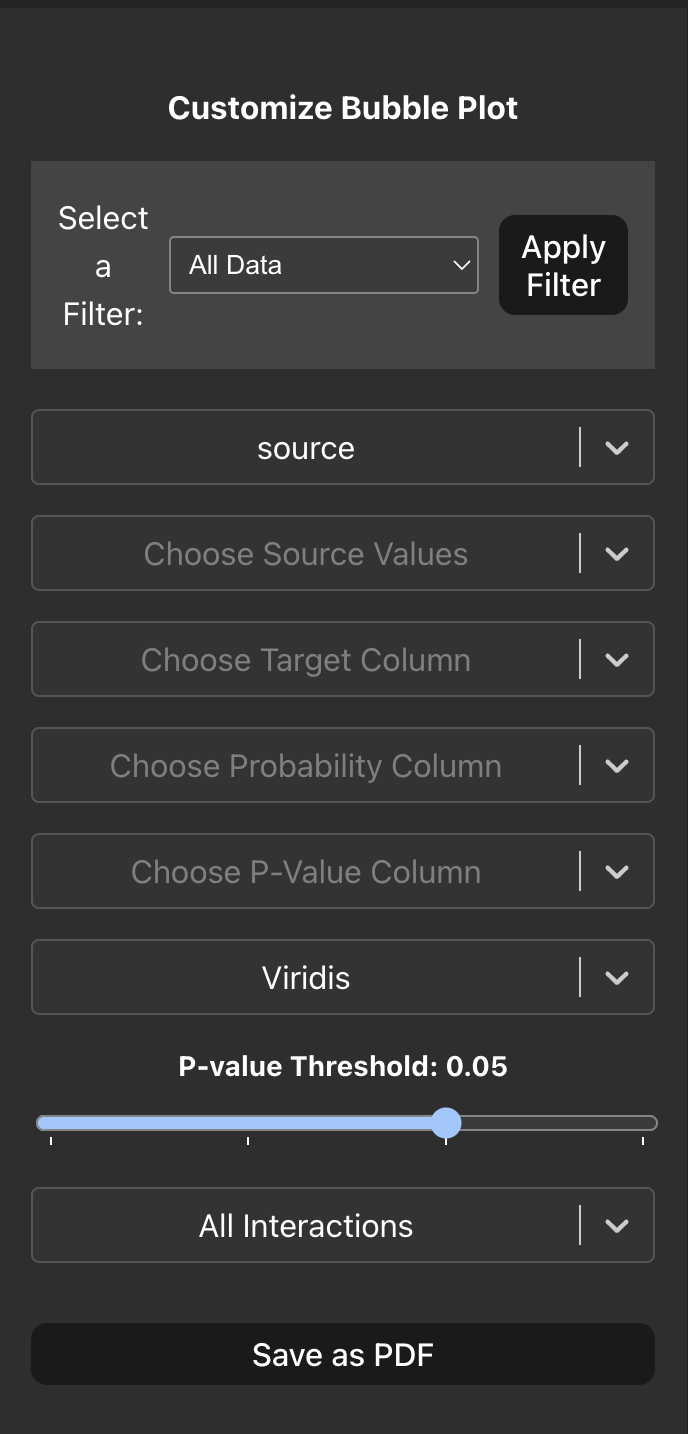 Customize Bubble Plot
Select
a
Filter:
All Data
Apply
Filter
source
Choose Source Values
Choose Target Column
Choose Probability Column
Choose P-Value Column
Viridis
P-value Threshold: 0.05
All Interactions
Save as PDF